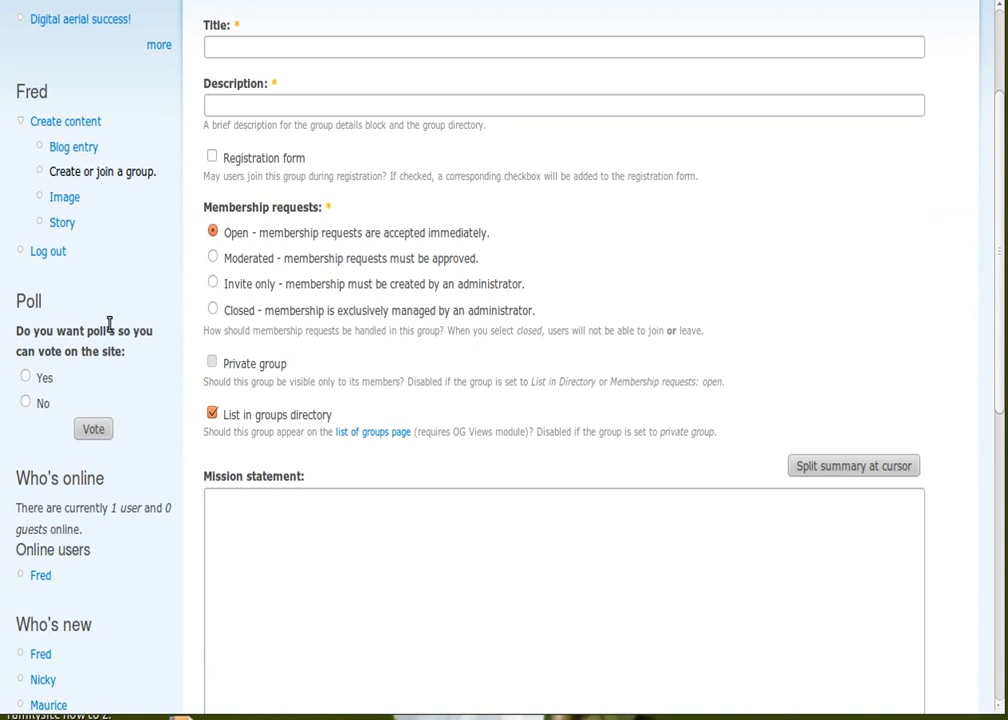 Digital aerial success!
more
Fred
Create content
Blog entry
Create or join a group.
Image
Story
Log out
Poll
Do you want polls so you
can vote on the site:
Yes
No
Vote
Who's online
There are currently 1 user and 0
guests online.
Online users
Fred
Who's new
Fred
Nicky
Maurice
Title: *
Description: *
A brief description for the group details block and the group directory.
Registration form
May users join this group during registration? If checked, a corresponding checkbox will be added to the registration form.
Membership requests: *
Open - membership requests are accepted immediately.
Moderated - membership requests must be approved.
Invite only - membership must be created by an administrator.
Closed - membership is exclusively managed by an administrator.
How should membership requests be handled in this group? When you select closed, users will not be able to join or leave.
Private group
Should this group be visible only to its members? Disabled if the group is set to List in Directory or Membership requests: open.
List in groups directory
Should this group appear on the list of groups page (requires OG Views module)? Disabled if the group is set to private group.
Split summary at cursor
Mission statement: